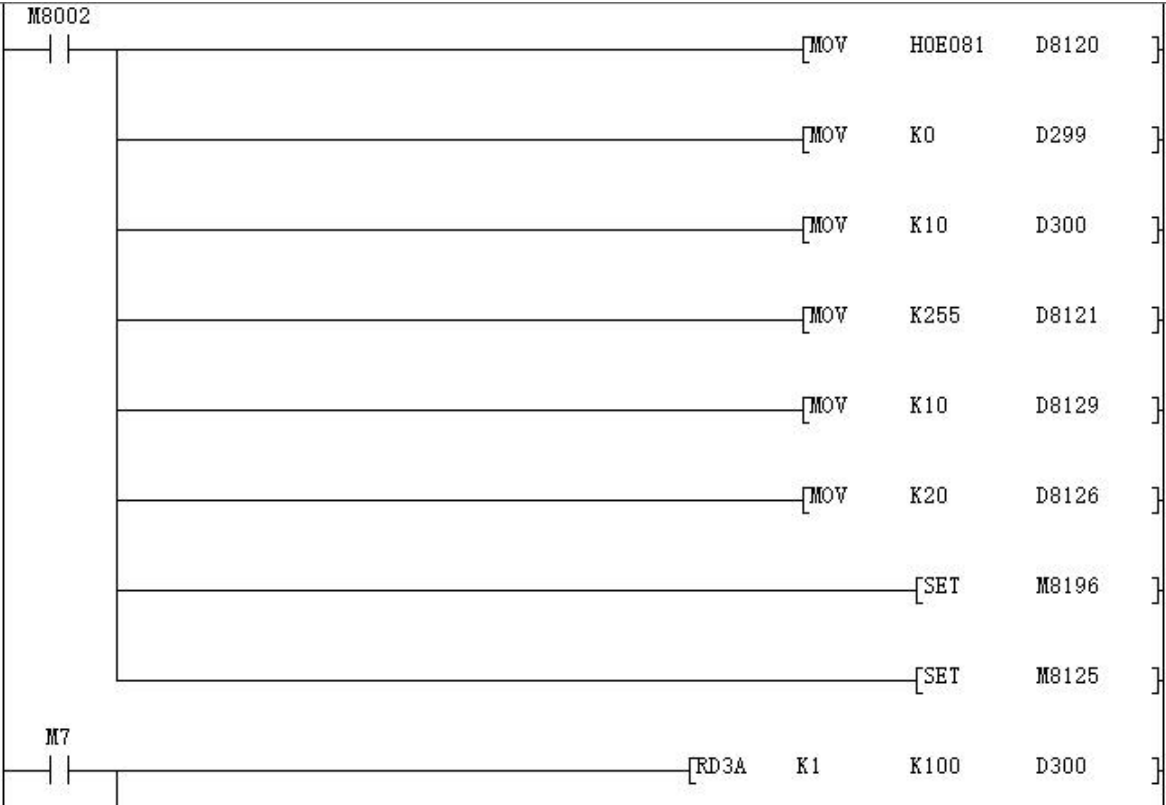 M8002
[MOV H0E081 D8120 ]
[MOV K0 D299 ]
[MOV K10 D300 ]
[MOV K255 D8121 ]
[MOV K10 D8129 ]
[MOV K20 D8126 ]
[SET M8196 ]
[SET M8125 ]
M7
[RD3A K1 K100 D300 ]